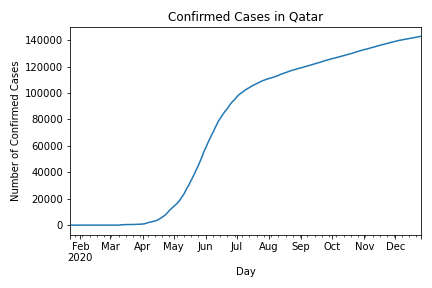 Confirmed Cases in Qatar
140000
120000
100000
80000
60000
40000
20000
0
Number of Confirmed Cases
Feb Mar Apr May Jun Jul Aug Sep Oct Nov Dec
2020
Day